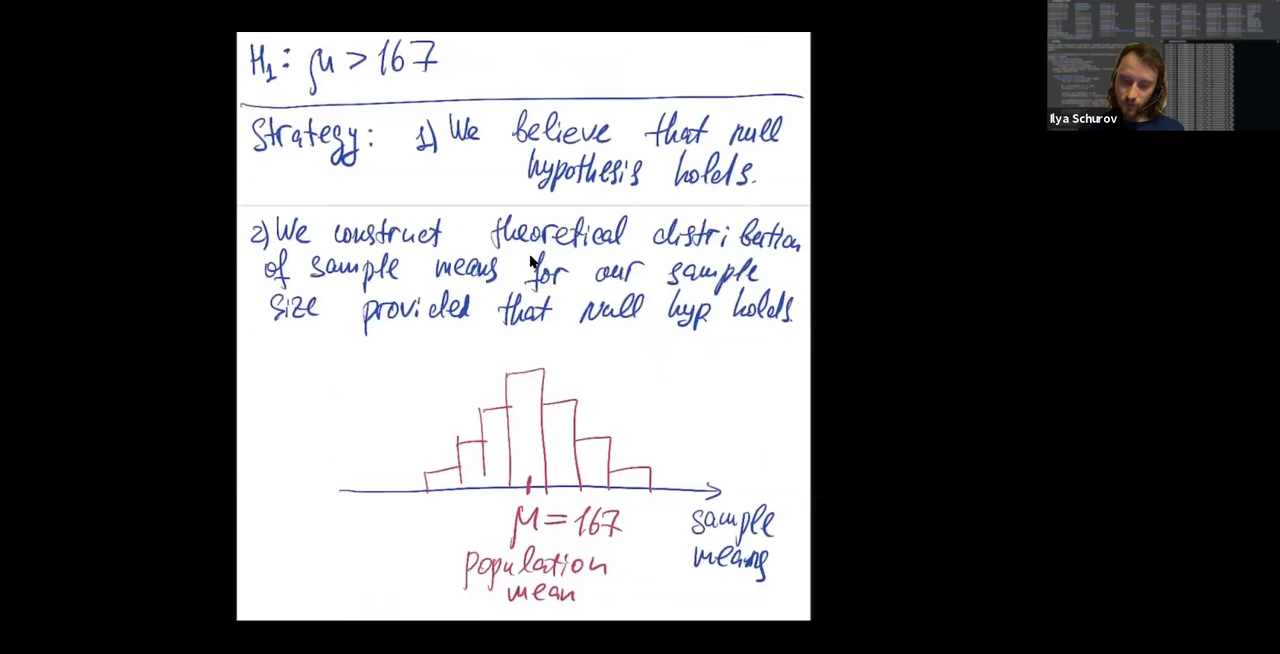 H₁: μ > 167
Strategy: 1) We believe that null
hypothesis holds.
2) We construct theoretical distribution
of sample means for our sample
size provided that null hyp. holds.
μ = 167
population
mean
sample
means
Ilya Schurov